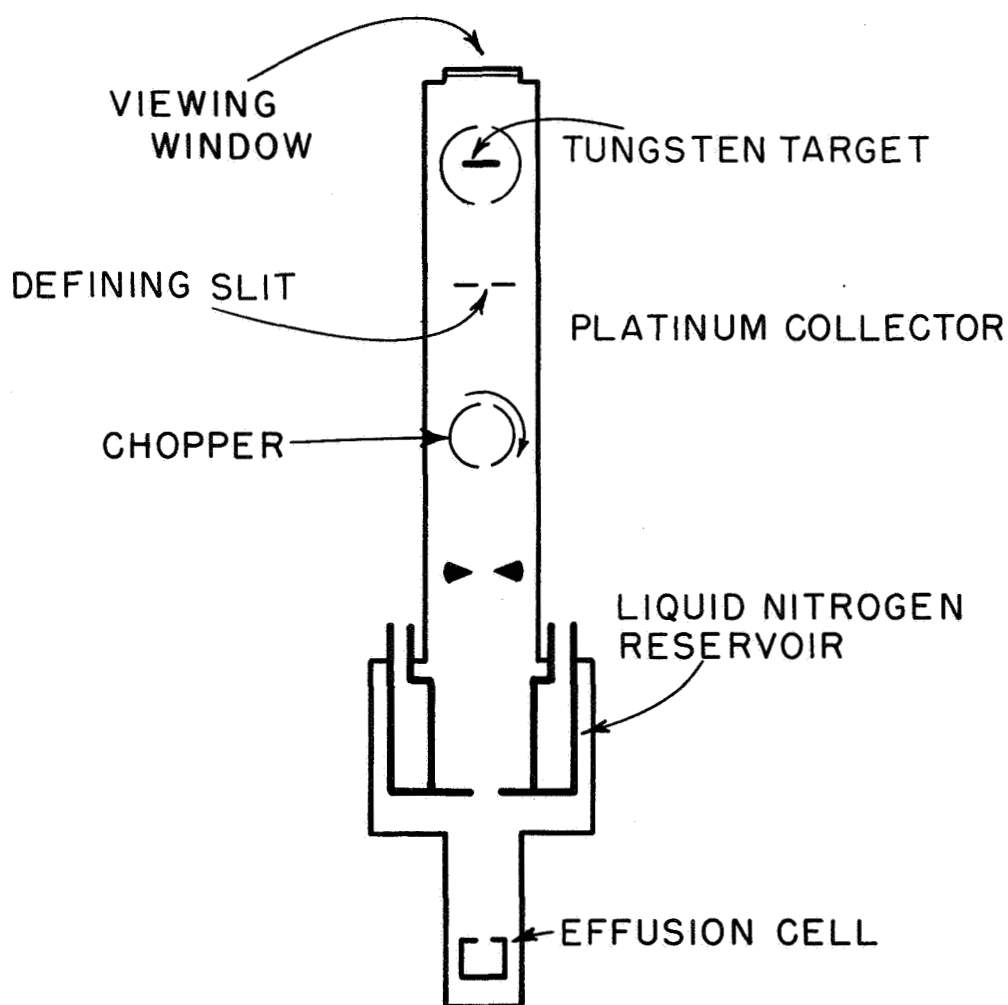 VIEWING
WINDOW
TUNGSTEN TARGET
DEFINING SLIT
PLATINUM COLLECTOR
CHOPPER
LIQUID NITROGEN
RESERVOIR
EFFUSION CELL